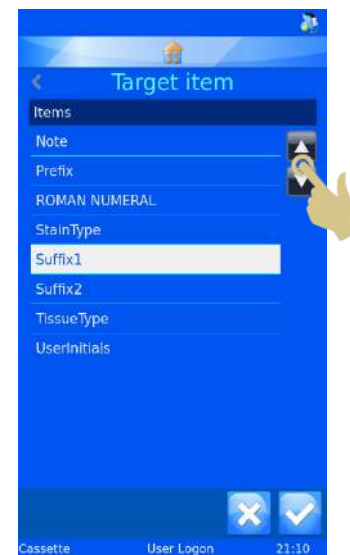 Target item
Items
Note
Prefix
ROMAN NUMERAL
StainType
Suffix1
Suffix2
TissueType
UserInitials
Cassette User Logon 21:10